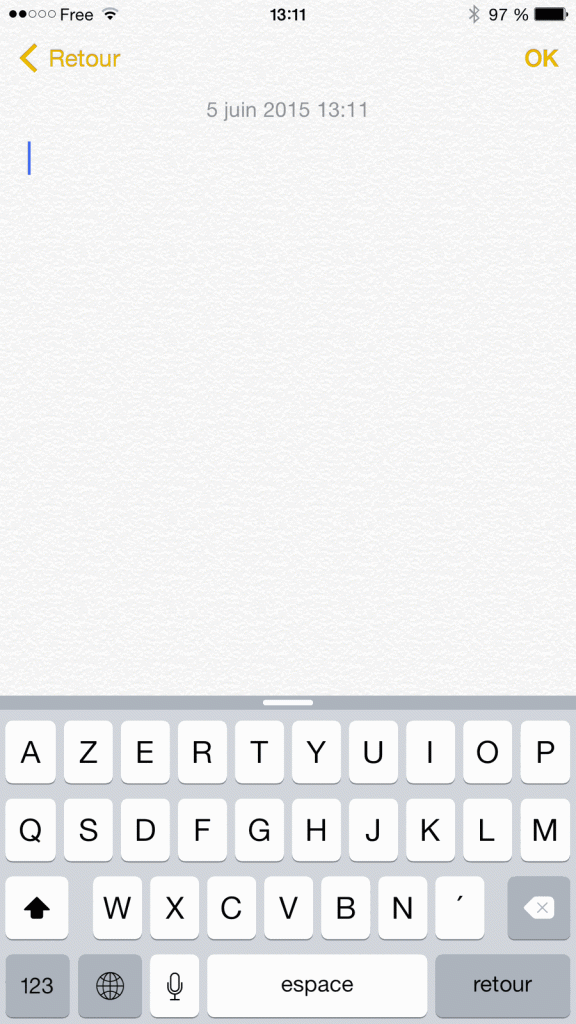 Free 13:11 97 %
Retour OK
5 juin 2015 13:11
A Z E R T Y U I O P
Q S D F G H J K L M
W X C V B N ´
123 espace retour